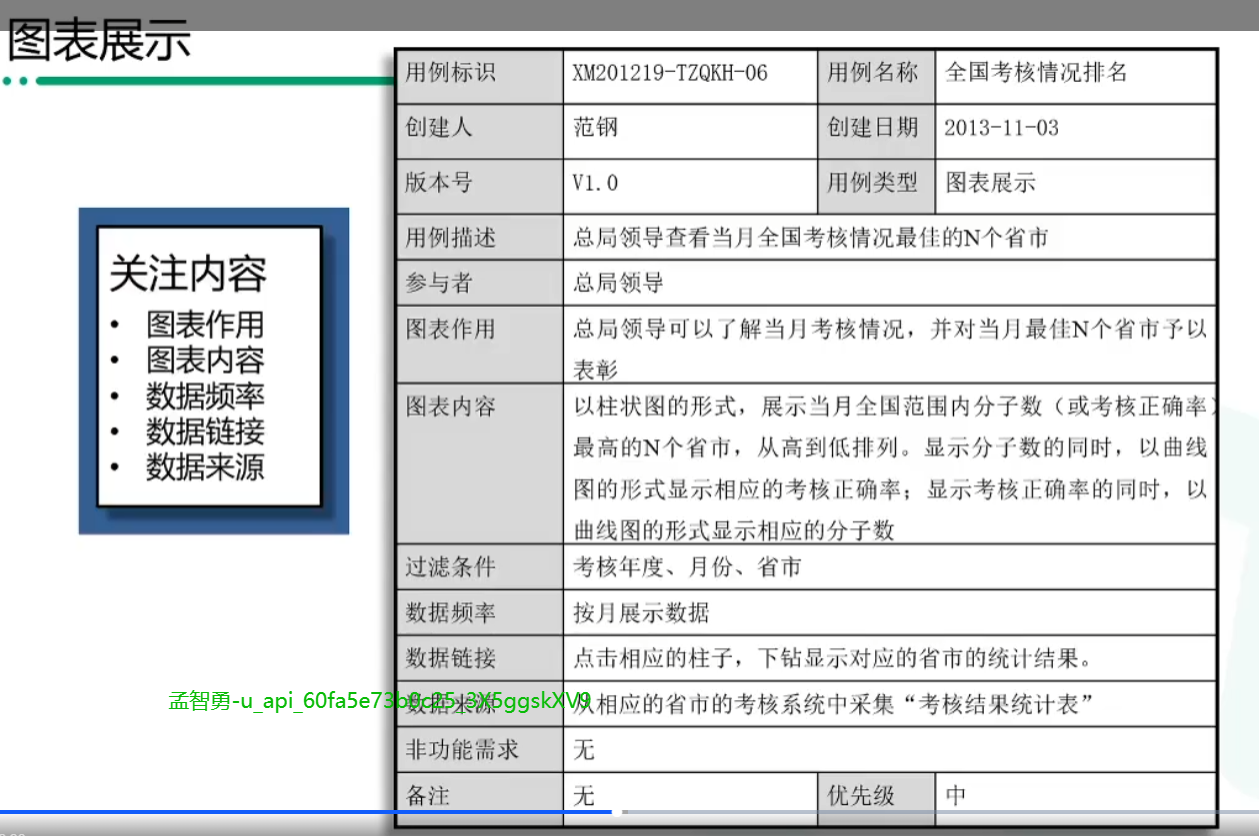 图表展示
关注内容
• 图表作用
• 图表内容
• 数据频率
• 数据链接
• 数据来源
用例标识 XM201219-TZQKH-06 用例名称 全国考核情况排名
创建人 范钢 创建日期 2013-11-03
版本号 V1.0 用例类型 图表展示
用例描述 总局领导查看当月全国考核情况最佳的N个省市
参与者 总局领导
图表作用 总局领导可以了解当月考核情况，并对当月最佳N个省市予以
表彰
图表内容 以柱状图的形式，展示当月全国范围内分子数（或考核正确率）
最高的N个省市，从高到低排列。显示分子数的同时，以曲线
图的形式显示相应的考核正确率；显示考核正确率的同时，以
曲线图的形式显示相应的分子数
过滤条件 考核年度、月份、省市
数据频率 按月展示数据
数据链接 点击相应的柱子，下钻显示对应的省市的统计结果。
数据来源 从相应的省市的考核系统中采集“考核结果统计表”
非功能需求 无
备注 无 优先级 中